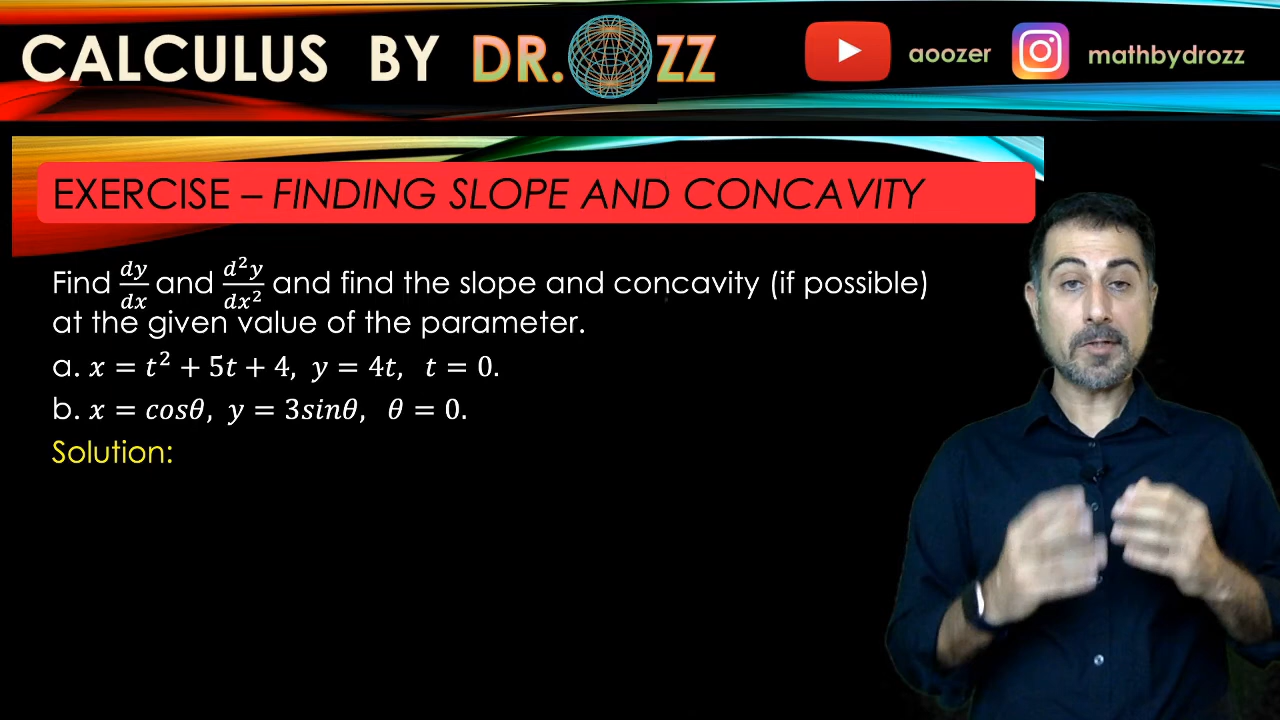 CALCULUS BY DR. OZZ
aoozer
mathbydrozz
EXERCISE – FINDING SLOPE AND CONCAVITY
Find dy/dx and d²y/dx² and find the slope and concavity (if possible)
at the given value of the parameter.
a. x = t² + 5t + 4, y = 4t, t = 0.
b. x = cosθ, y = 3sinθ, θ = 0.
Solution: